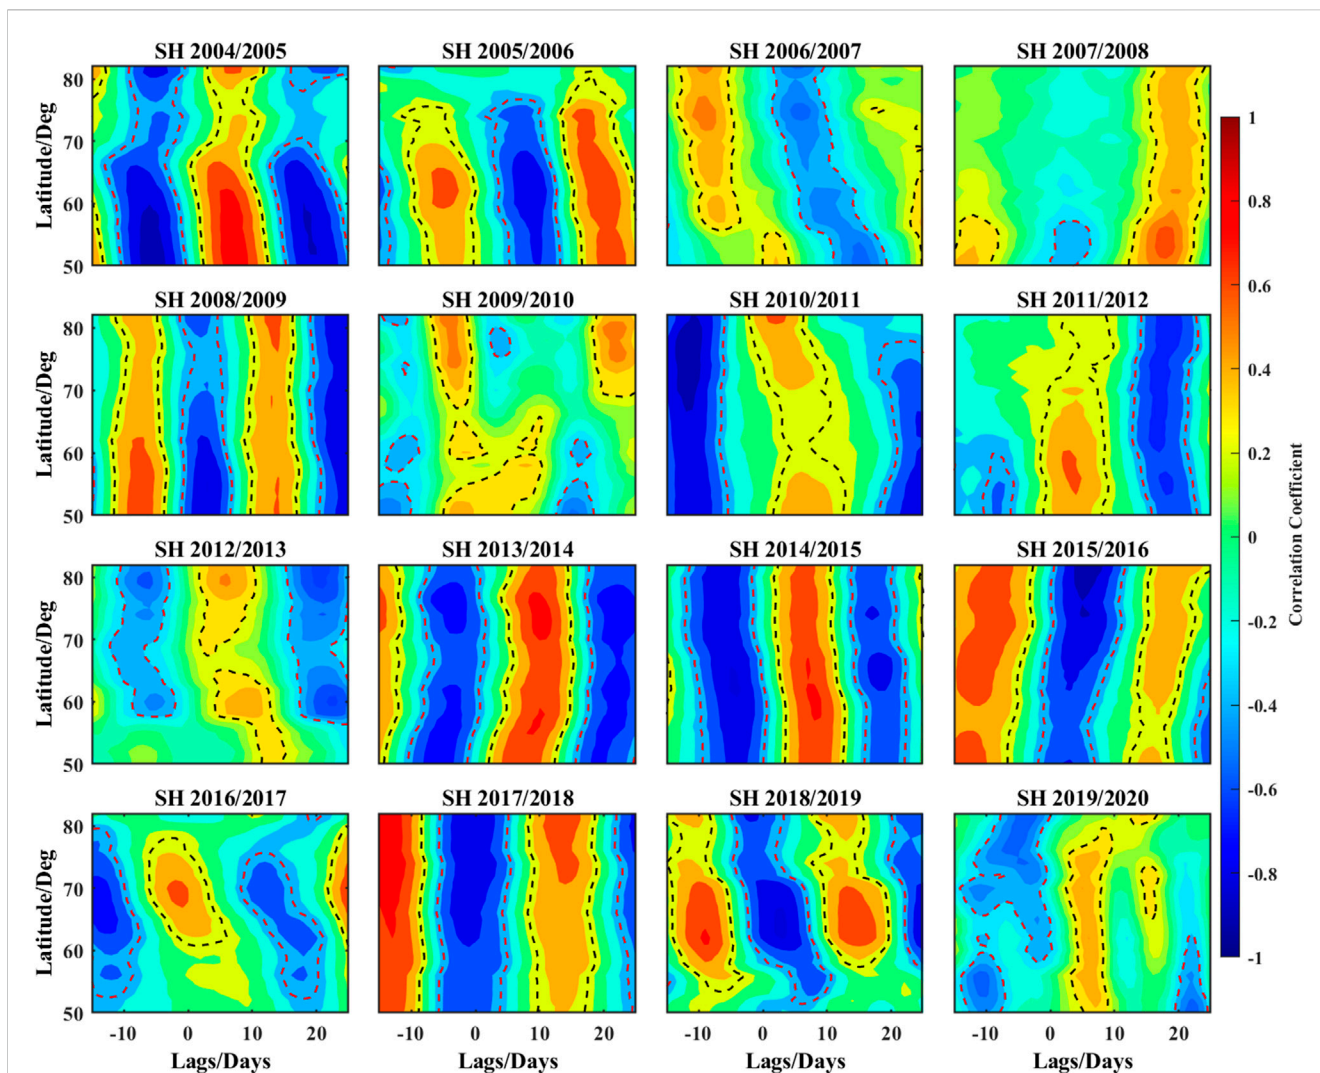 SH 2004/2005 SH 2005/2006 SH 2006/2007 SH 2007/2008
Latitude/Deg
80
70
60
50
SH 2008/2009 SH 2009/2010 SH 2010/2011 SH 2011/2012
Latitude/Deg
80
70
60
50
SH 2012/2013 SH 2013/2014 SH 2014/2015 SH 2015/2016
Latitude/Deg
80
70
60
50
SH 2016/2017 SH 2017/2018 SH 2018/2019 SH 2019/2020
Latitude/Deg
80
70
60
50
-10 0 10 20 -10 0 10 20 -10 0 10 20 -10 0 10 20
Lags/Days Lags/Days Lags/Days Lags/Days
1
0.8
0.6
0.4
0.2
0
-0.2
-0.4
-0.6
-0.8
-1
Correlation Coefficient